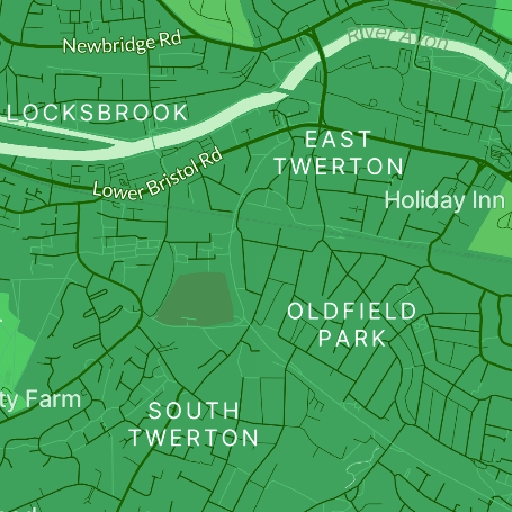 Newbridge Rd
River Avon
LOCKSBROOK
EAST
TWERTON
Lower Bristol Rd
Holiday Inn
OLDFIELD
PARK
ty Farm
SOUTH
TWERTON